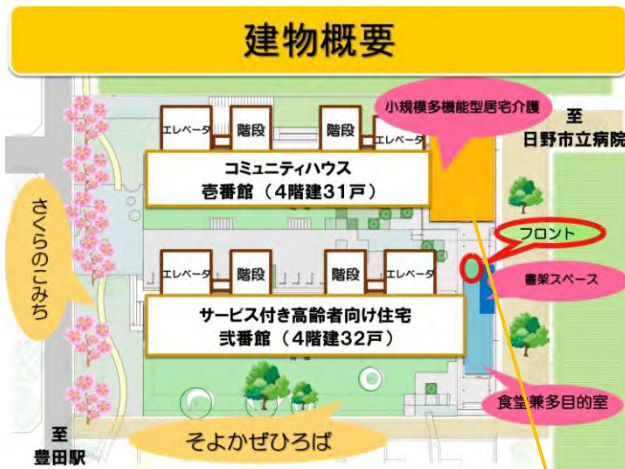 建物概要
小規模多機能型居宅介護
至
日野市立病院
エレベータ
階段
階段
エレベータ
コミュニティハウス
壱番館(4階建31戸)
さくらのこみち
フロント
書架スペース
エレベータ
階段
階段
エレベータ
サービス付き高齢者向け住宅
弐番館(4階建32戸)
食堂兼多目的室
至
豊田駅
そよかぜひろば